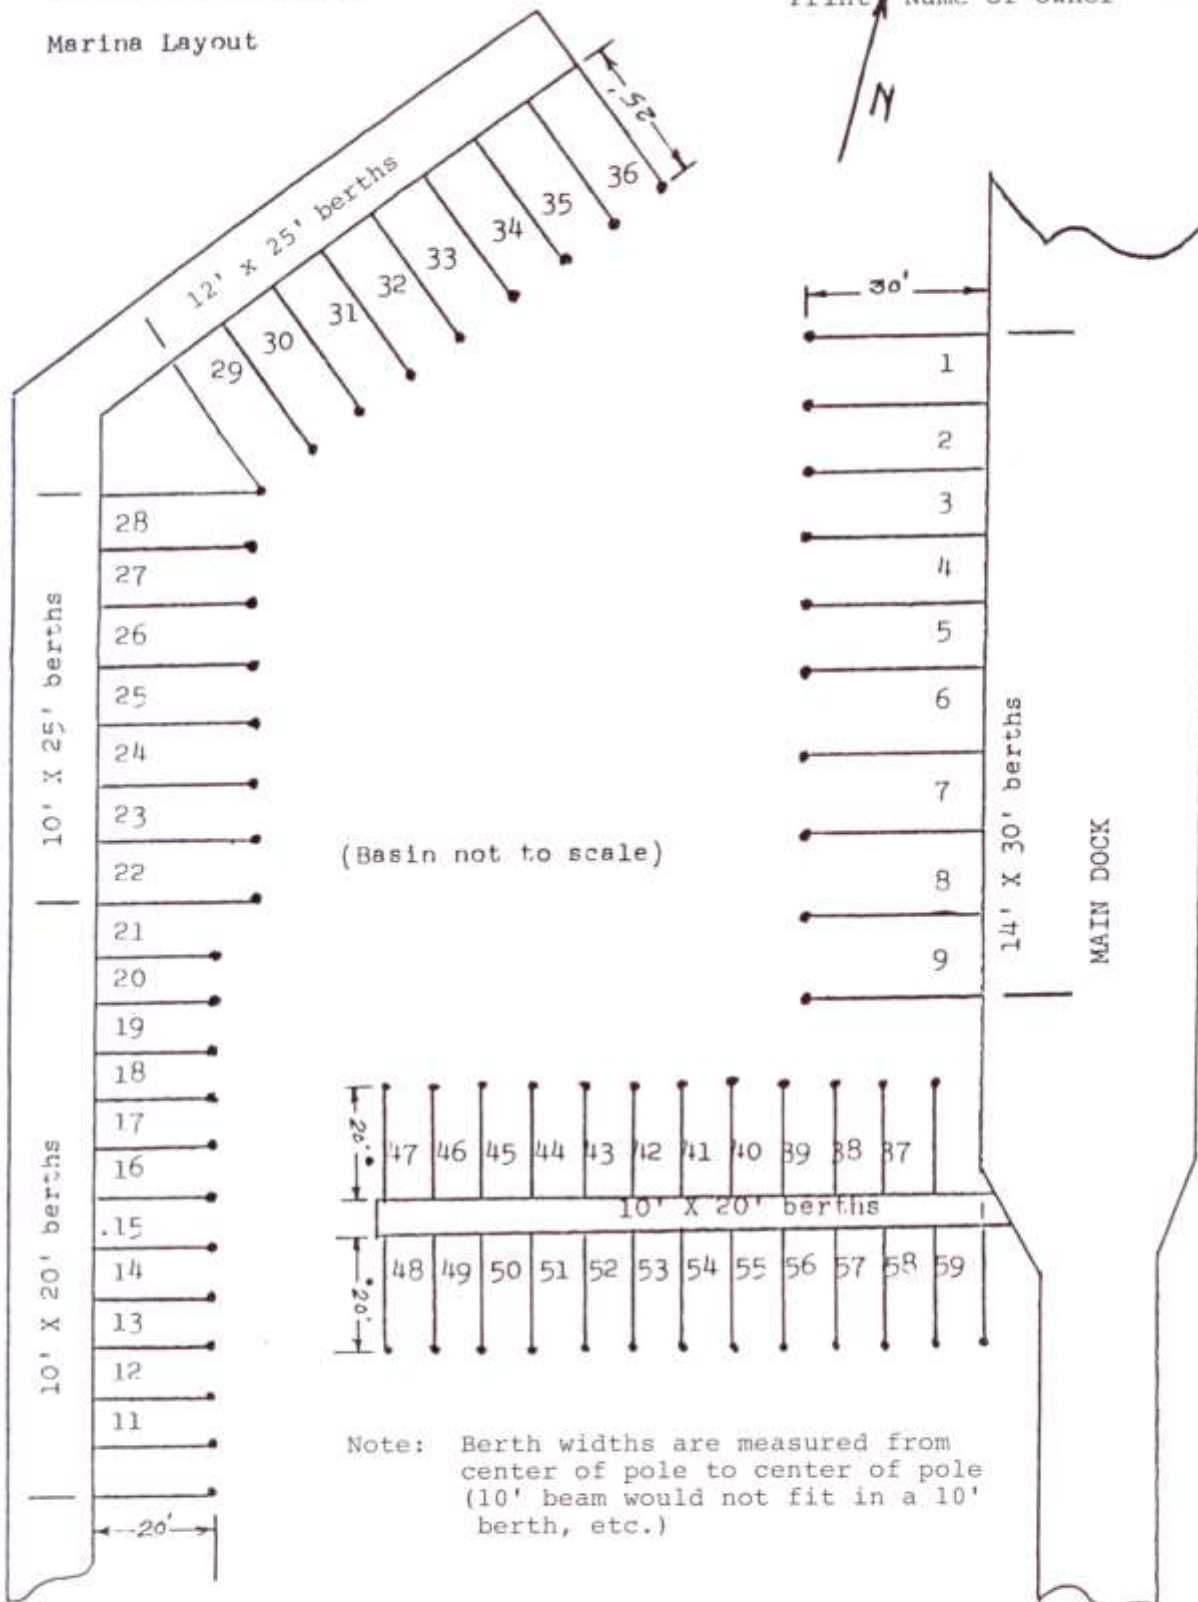 Print Name of Owner
Marina Layout
N
12' X 25' berths
25'
36
35
34
33
32
31
30
29
30'
1
2
3
4
5
6
7
8
9
14' X 30' berths
MAIN DOCK
28
27
26
25
24
23
22
10' X 25' berths
(Basin not to scale)
21
20
19
18
17
16
.15
14
13
12
11
10' X 20' berths
20'
20'
47 46 45 44 43 42 41 40 39 38 37
10' X 20' berths
20'
48 49 50 51 52 53 54 55 56 57 58 59
Note: Berth widths are measured from
center of pole to center of pole
(10' beam would not fit in a 10'
berth, etc.)